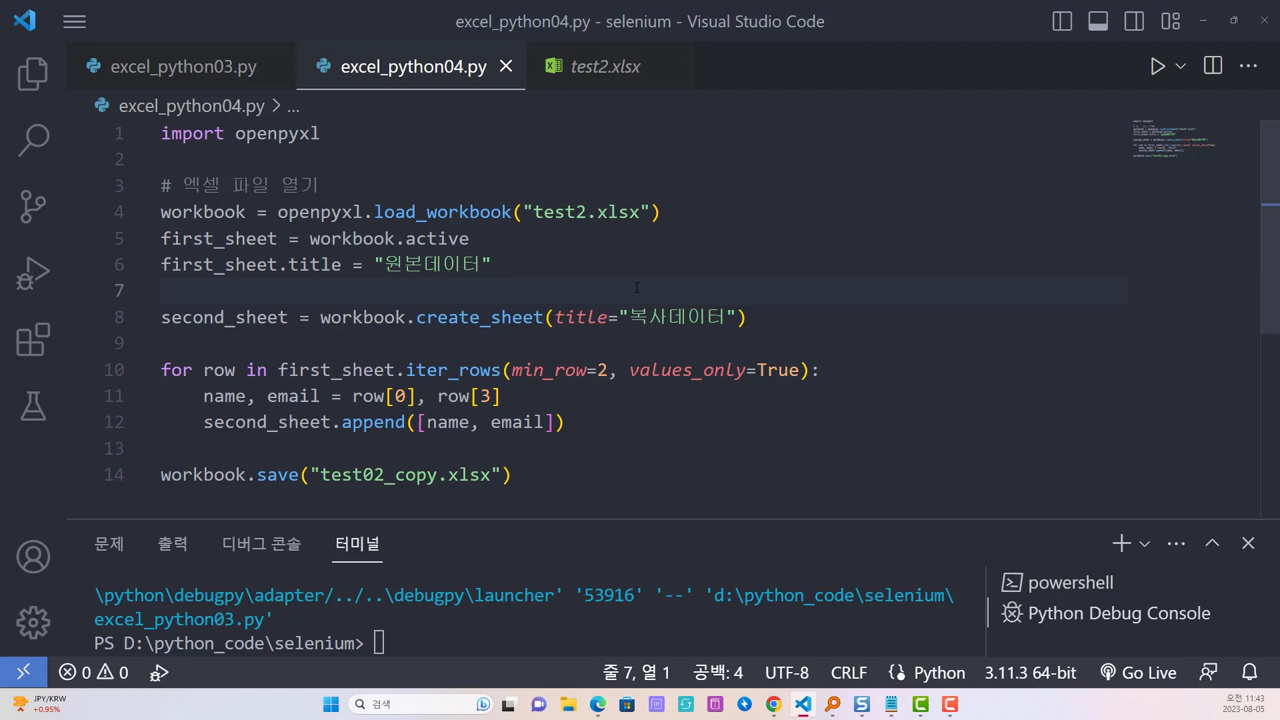 excel_python04.py - selenium - Visual Studio Code
excel_python03.py excel_python04.py test2.xlsx
excel_python04.py > ...
1 import openpyxl
2
3 # 엑셀 파일 열기
4 workbook = openpyxl.load_workbook("test2.xlsx")
5 first_sheet = workbook.active
6 first_sheet.title = "원본데이터"
7
8 second_sheet = workbook.create_sheet(title="복사데이터")
9
10 for row in first_sheet.iter_rows(min_row=2, values_only=True):
11 name, email = row[0], row[3]
12 second_sheet.append([name, email])
13
14 workbook.save("test02_copy.xlsx")
문제 출력 디버그 콘솔 터미널
\python\debugpy\adapter/../..\debugpy\launcher' '53916' '--' 'd:\python_code\selenium\
excel_python03.py'
PS D:\python_code\selenium>
powershell
Python Debug Console
0 0 줄 7, 열 1 공백: 4 UTF-8 CRLF Python 3.11.3 64-bit Go Live
JPY/KRW
+0.95%
검색
오전 11:43
2023-08-05